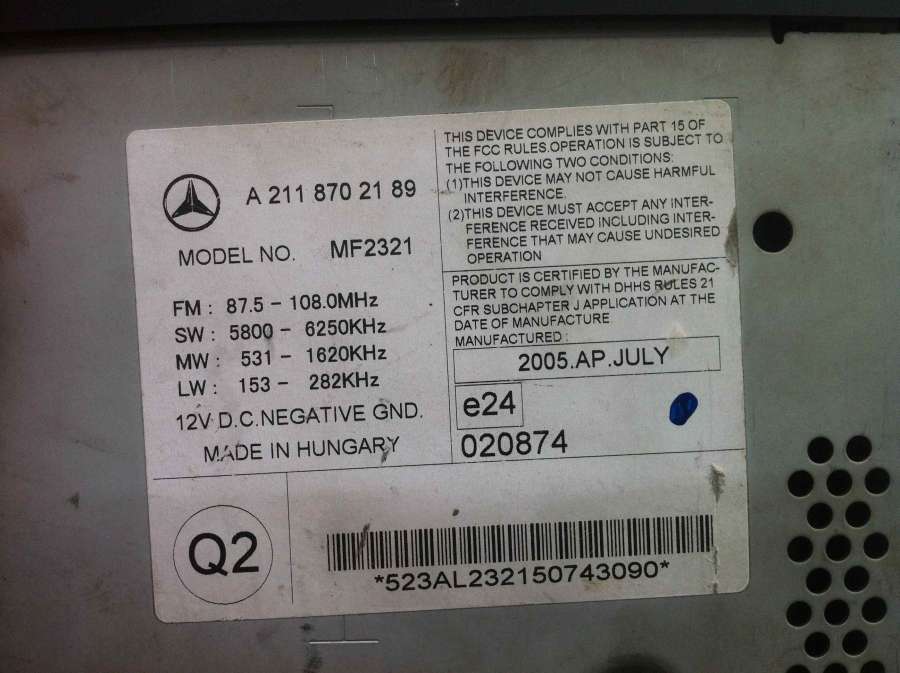 A 211 870 21 89
MODEL NO. MF2321
FM : 87.5 - 108.0MHz
SW : 5800 - 6250KHz
MW : 531 - 1620KHz
LW : 153 - 282KHz
12V D.C.NEGATIVE GND.
MADE IN HUNGARY
THIS DEVICE COMPLIES WITH PART 15 OF
THE FCC RULES.OPERATION IS SUBJECT TO
THE FOLLOWING TWO CONDITIONS:
(1)THIS DEVICE MAY NOT CAUSE HARMFUL
INTERFERENCE.
(2)THIS DEVICE MUST ACCEPT ANY INTER-
FERENCE RECEIVED INCLUDING INTER-
FERENCE THAT MAY CAUSE UNDESIRED
OPERATION
PRODUCT IS CERTIFIED BY THE MANUFAC-
TURER TO COMPLY WITH DHHS RULES 21
CFR SUBCHAPTER J APPLICATION AT THE
DATE OF MANUFACTURE
MANUFACTURED :
2005.AP.JULY
e24
020874
Q2
*523AL232150743090*